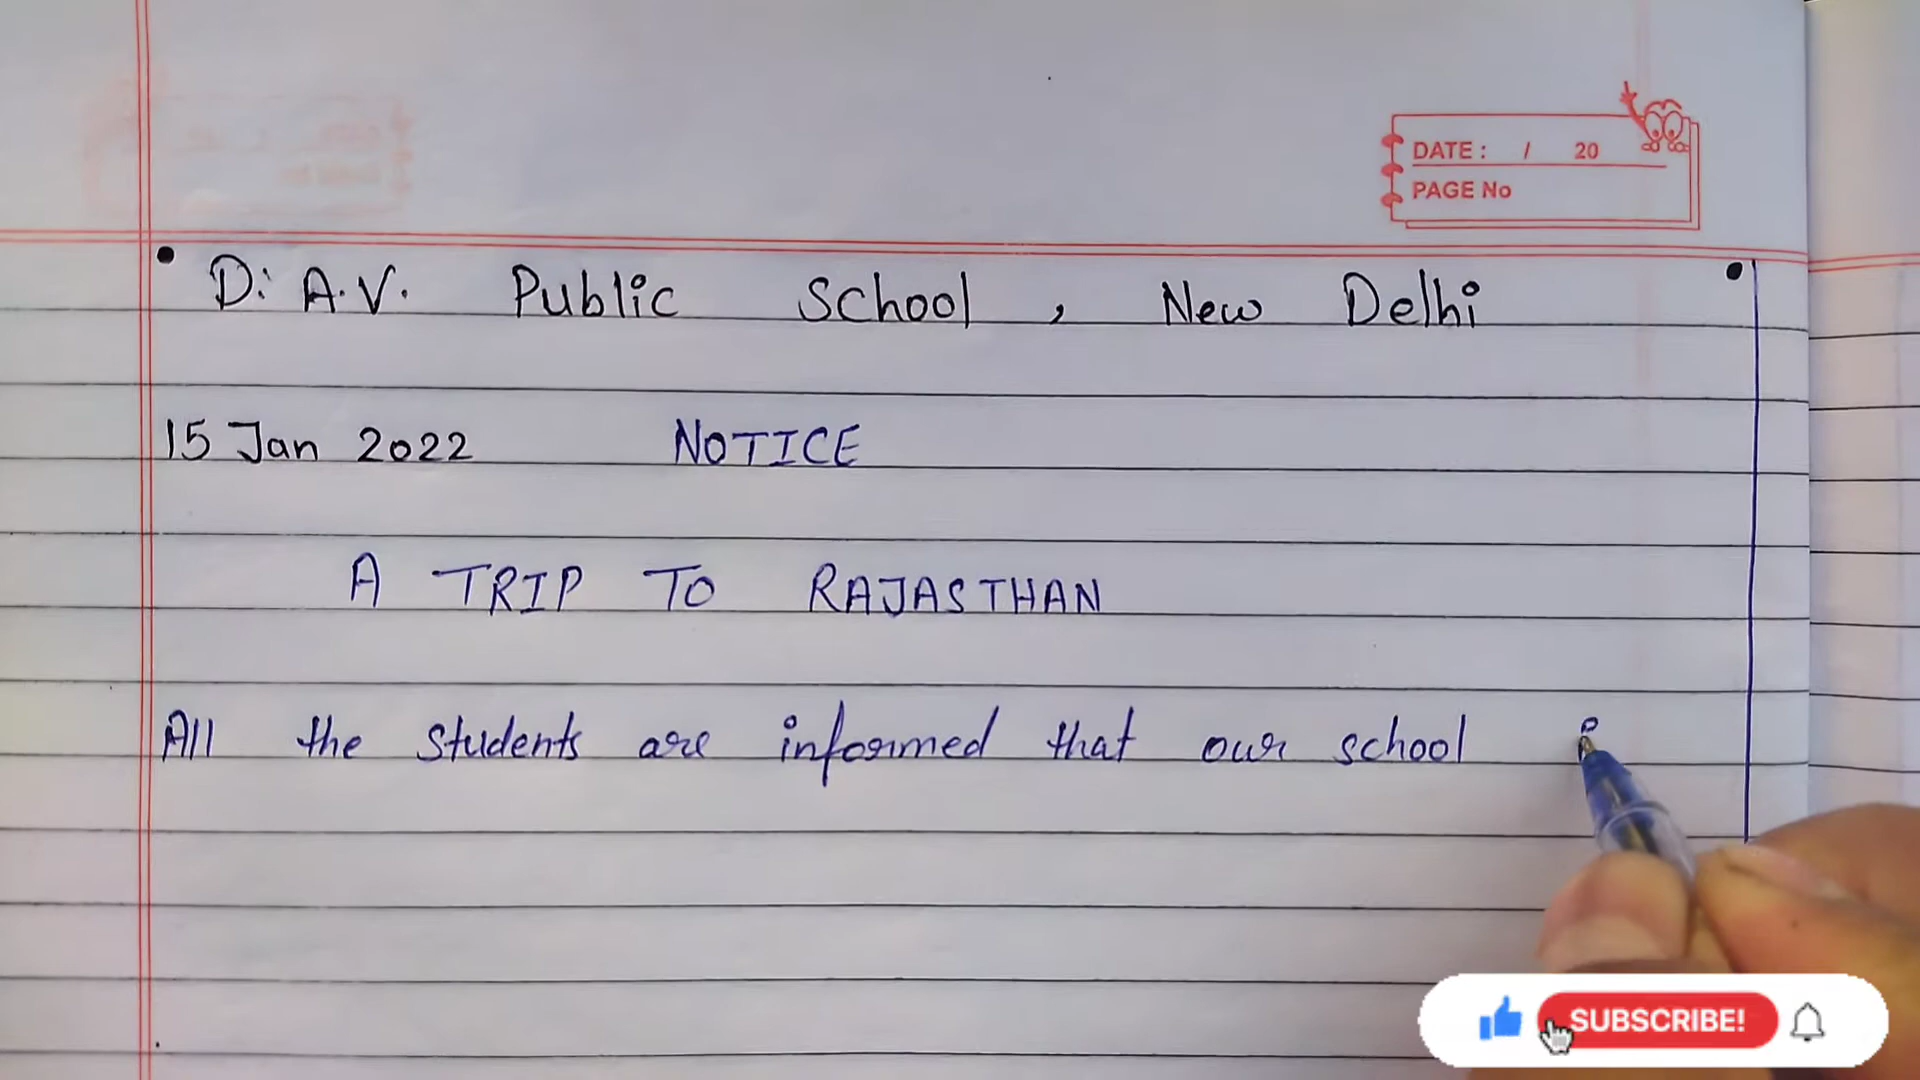 DATE : / 20
PAGE No
D. A.V. Public School, New Delhi
15 Jan 2022 NOTICE
A TRIP TO RAJASTHAN
All the students are informed that our school i
SUBSCRIBE!